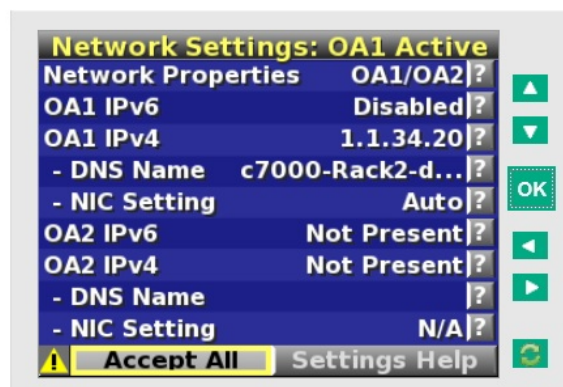 Network Settings: OA1 Active
Network Properties OA1/OA2 ?
OA1 IPv6 Disabled ?
OA1 IPv4 1.1.34.20 ?
- DNS Name c7000-Rack2-d... ?
- NIC Setting Auto ?
OA2 IPv6 Not Present ?
OA2 IPv4 Not Present ?
- DNS Name ?
- NIC Setting N/A ?
Accept All Settings Help
OK